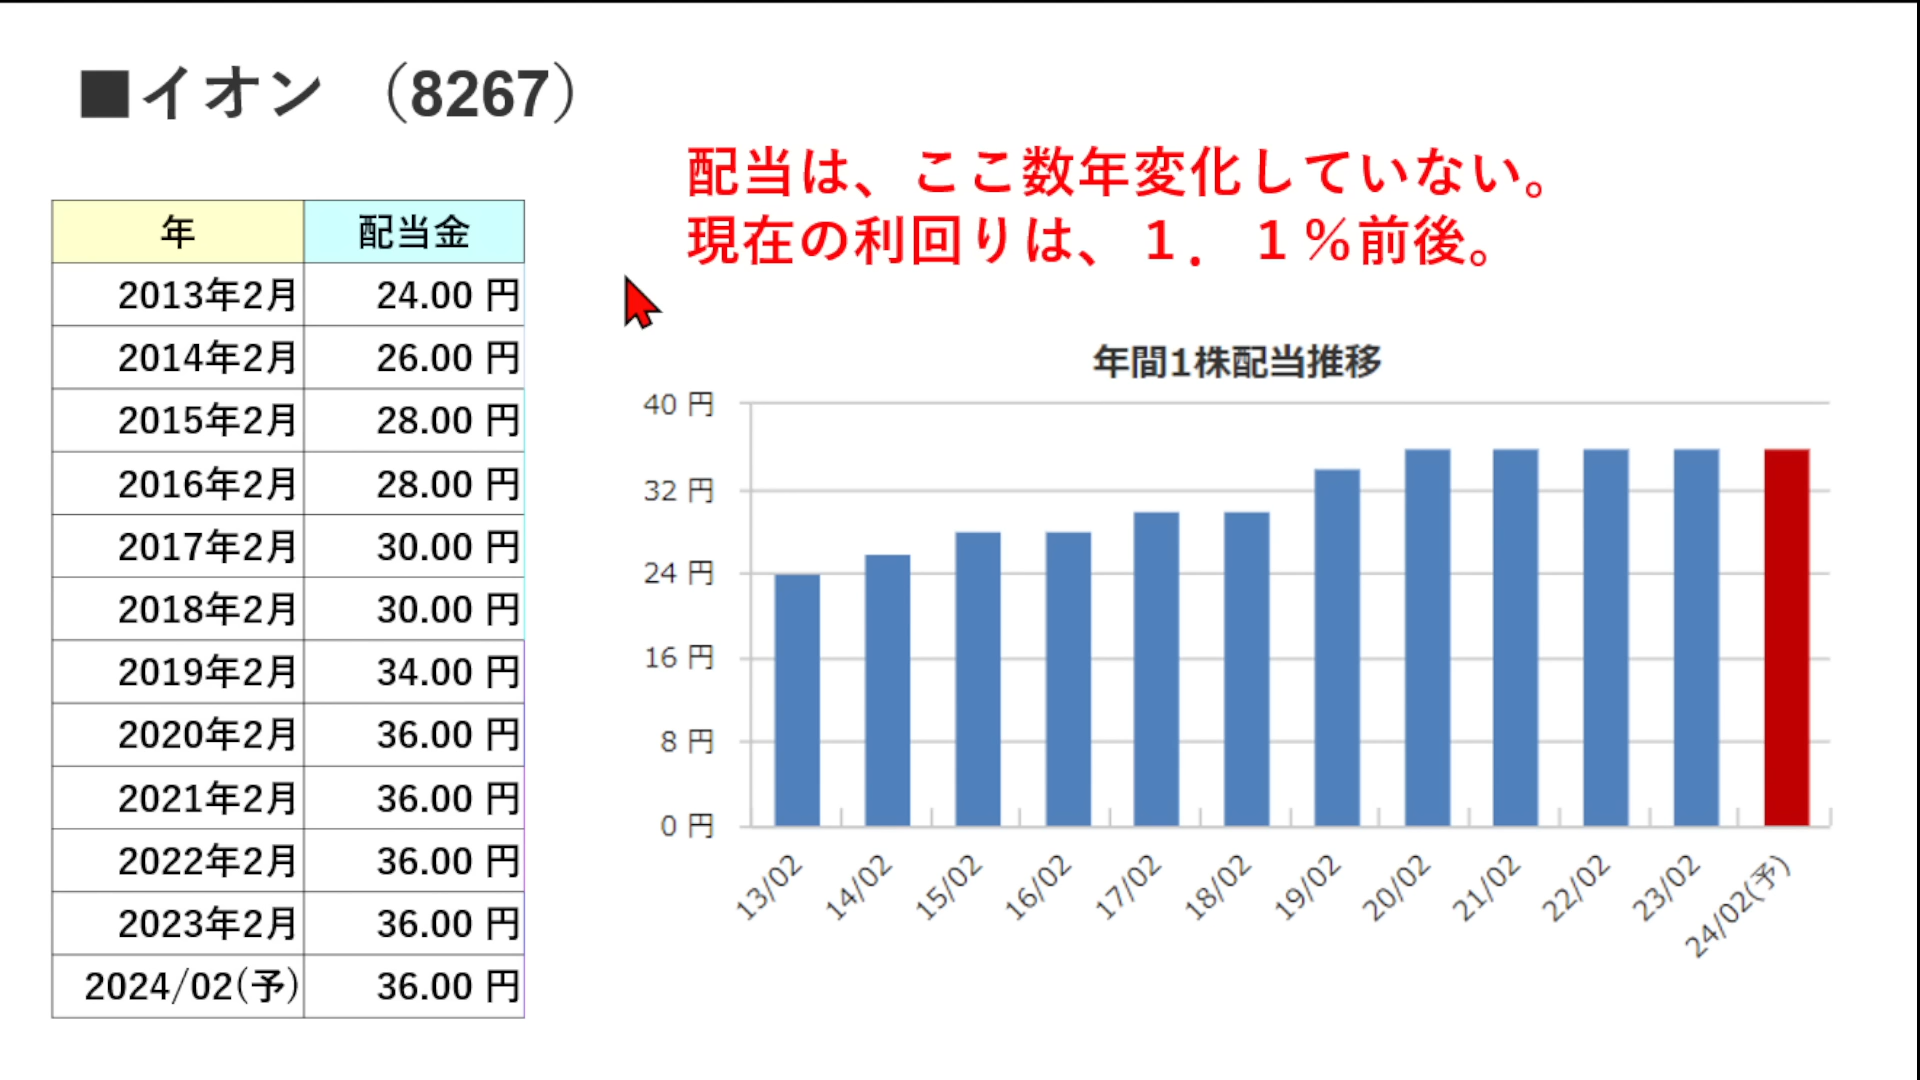 ■イオン （8267）
配当は、ここ数年変化していない。
現在の利回りは、１．１％前後。
年 配当金
2013年2月 24.00 円
2014年2月 26.00 円
2015年2月 28.00 円
2016年2月 28.00 円
2017年2月 30.00 円
2018年2月 30.00 円
2019年2月 34.00 円
2020年2月 36.00 円
2021年2月 36.00 円
2022年2月 36.00 円
2023年2月 36.00 円
2024/02(予) 36.00 円
年間1株配当推移
40 円
32 円
24 円
16 円
8 円
0 円
13/02
14/02
15/02
16/02
17/02
18/02
19/02
20/02
21/02
22/02
23/02
24/02(予)